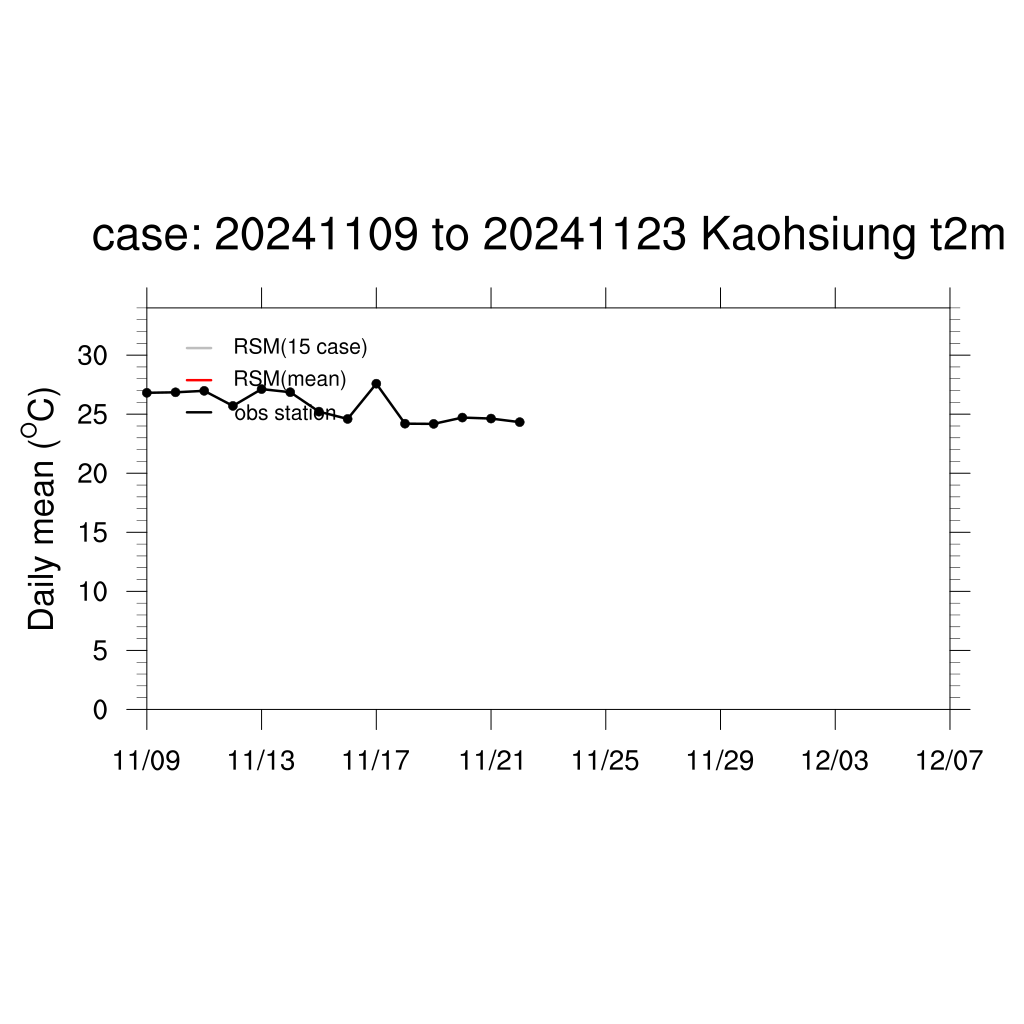 case: 20241109 to 20241123 Kaohsiung t2m
RSM(15 case)
RSM(mean)
obs station
Daily mean (°C)
30
25
20
15
10
5
0
11/09 11/13 11/17 11/21 11/25 11/29 12/03 12/07